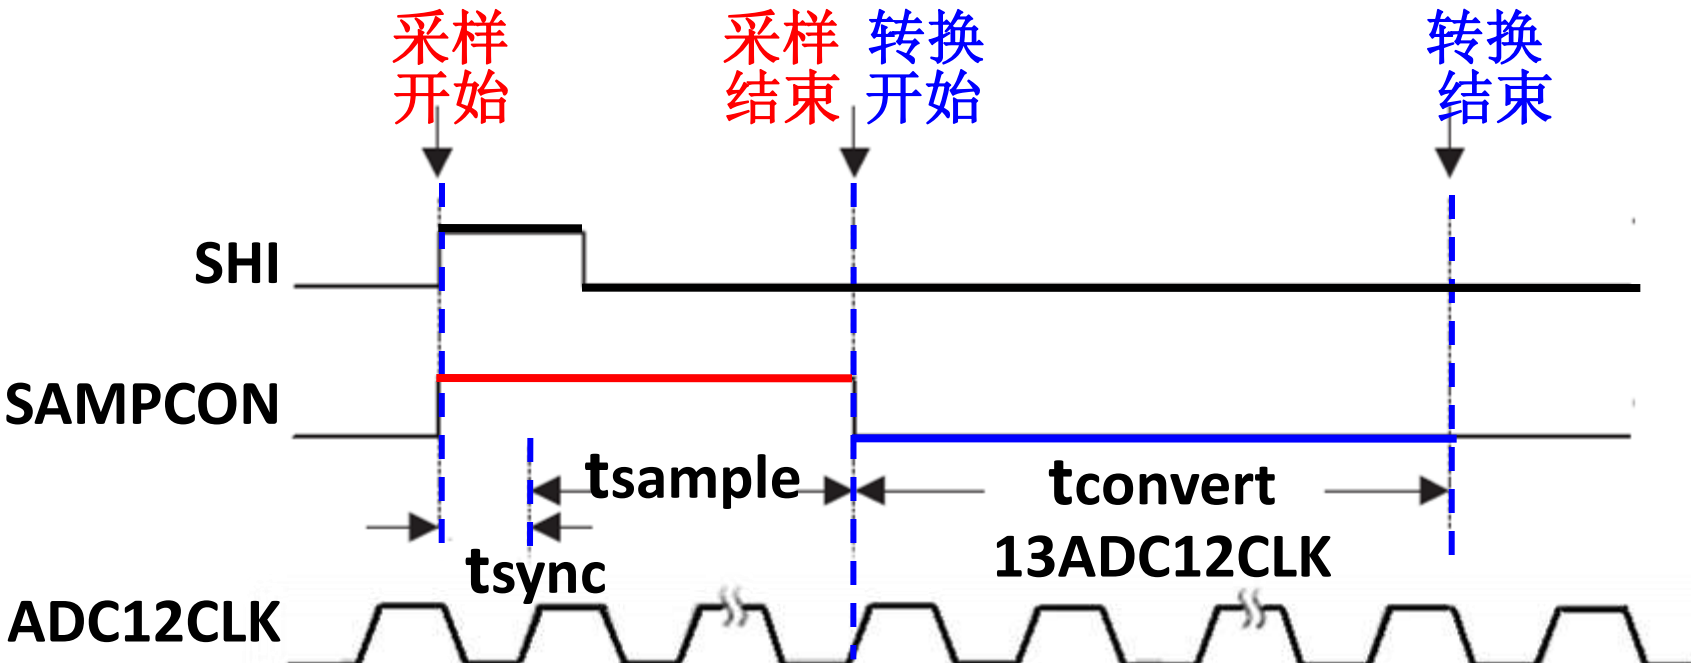 采样
开始
采样
结束
转换
开始
转换
结束
SHI
SAMPCON
tsample
tconvert
13ADC12CLK
tsync
ADC12CLK